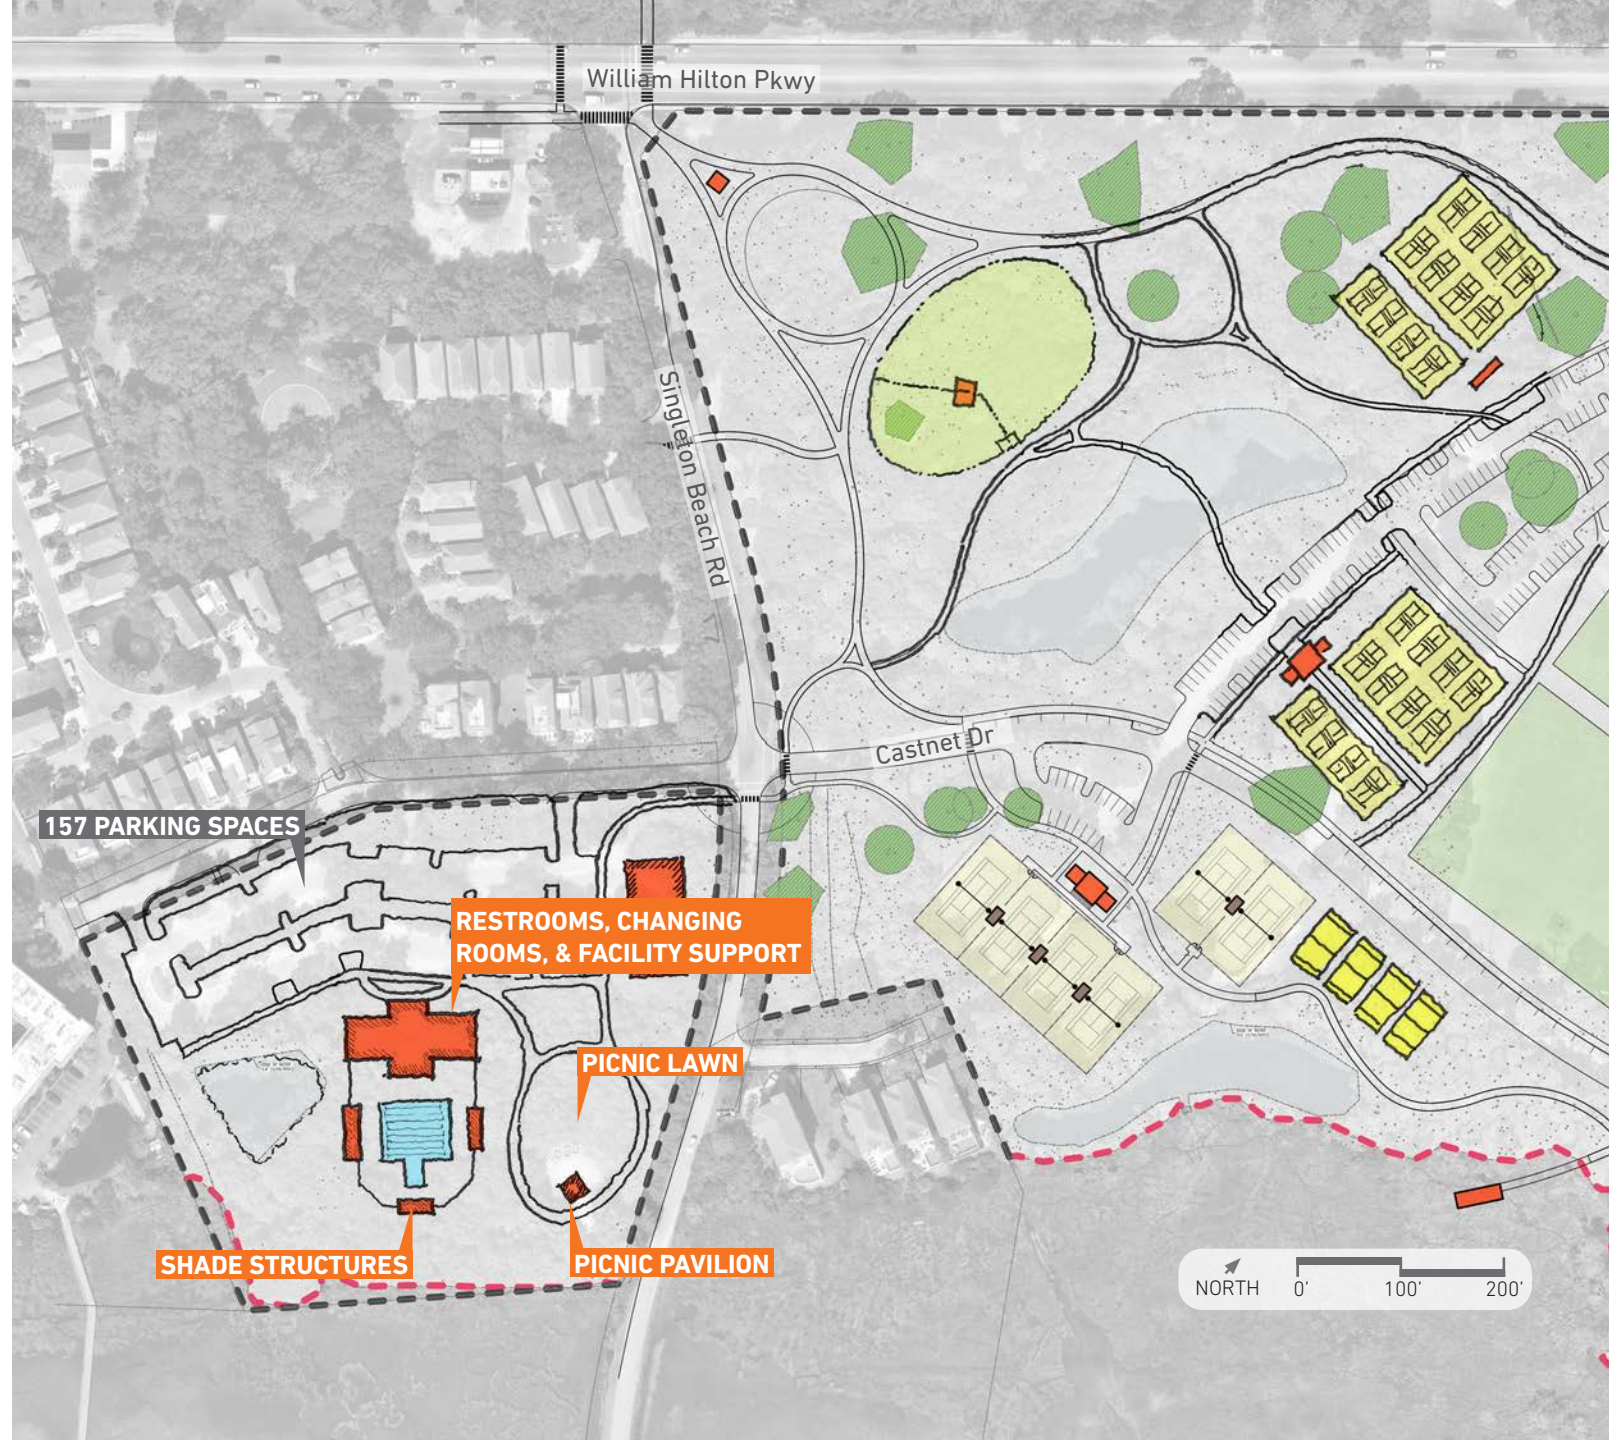 William Hilton Pkwy
Singleton Beach Rd
Castnet Dr
157 PARKING SPACES
RESTROOMS, CHANGING
ROOMS, & FACILITY SUPPORT
PICNIC LAWN
SHADE STRUCTURES
PICNIC PAVILION
NORTH
0' 100' 200'